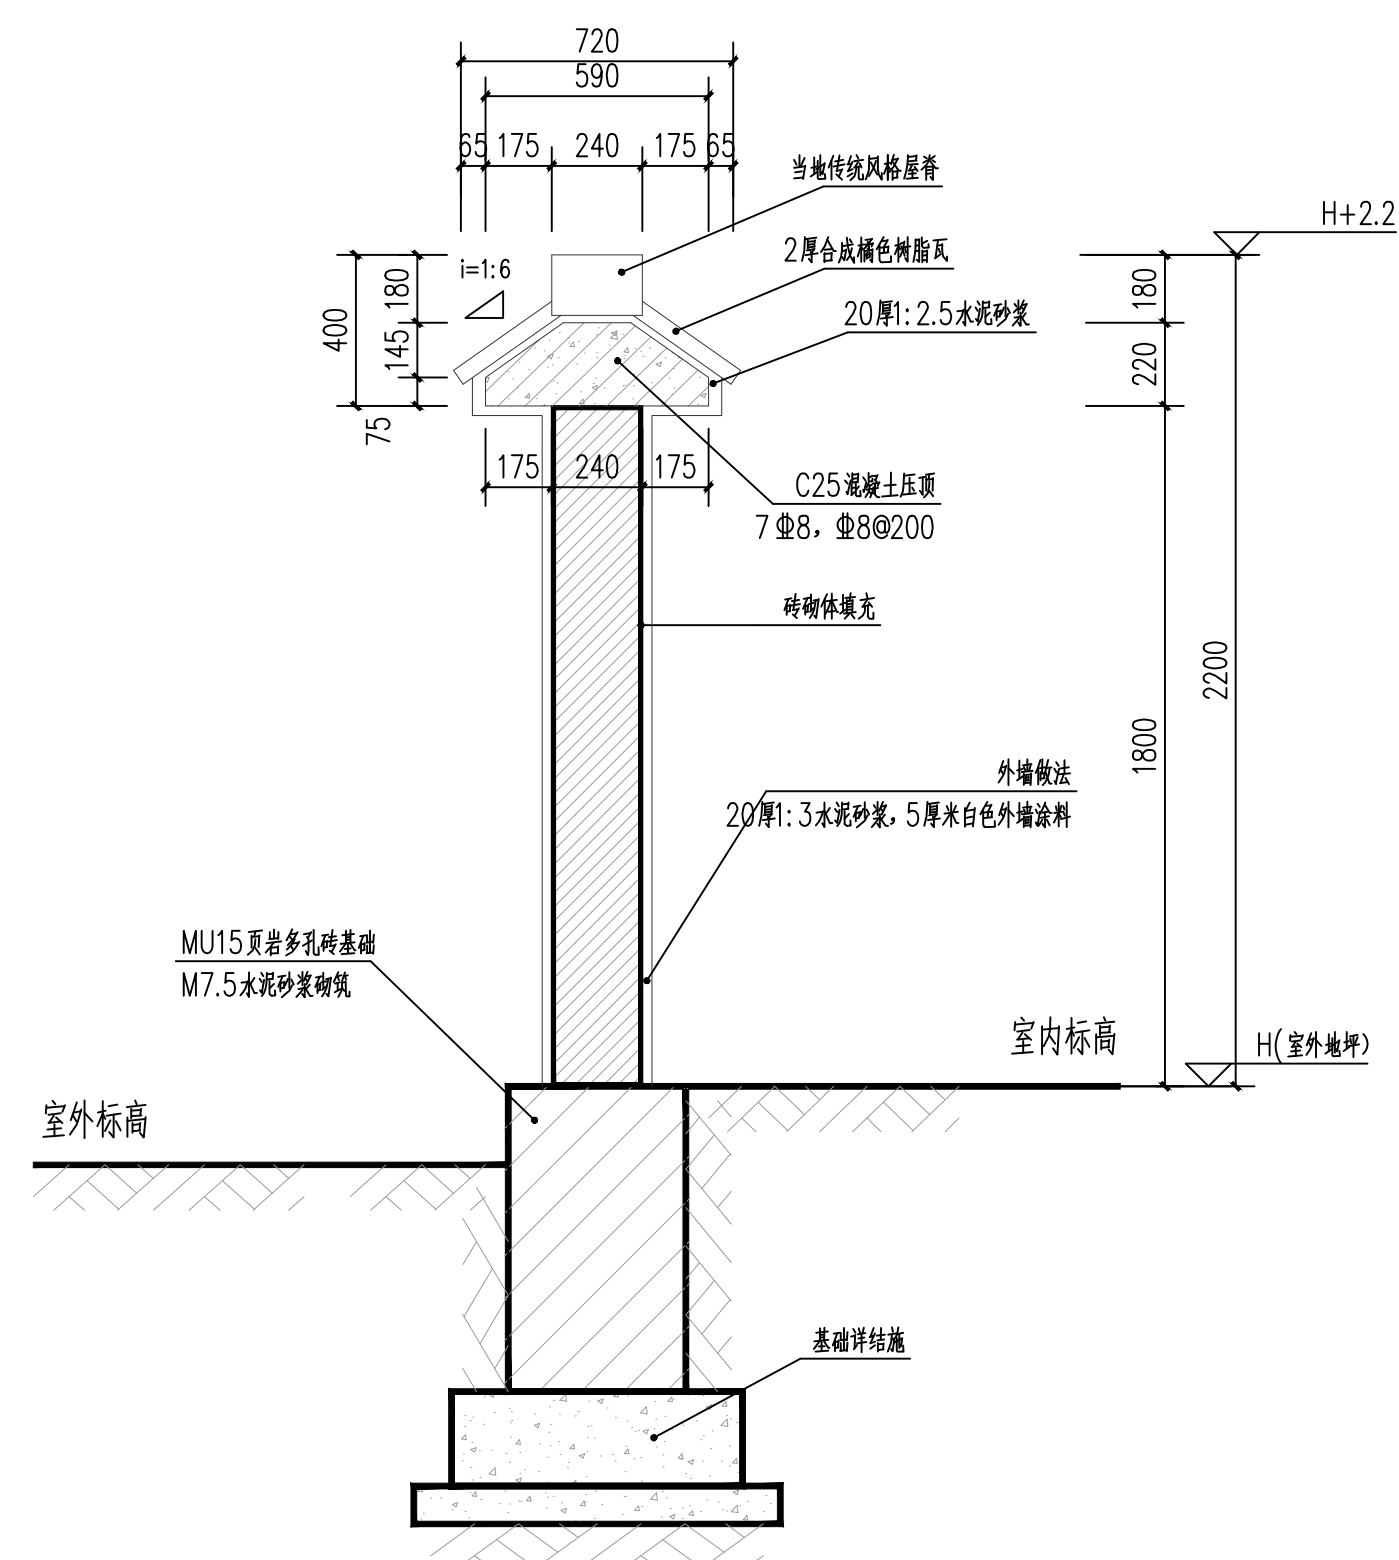 720
590
65 175 240 175 65
当地传统风格屋脊
H+2.2
2厚合成橘色树脂瓦
i=1:6
180
400
145
75
20厚1:2.5水泥砂浆
180
220
175 240 175
C25混凝土压顶
7⌀8,⌀8@200
砖砌体填充
2200
1800
外墙做法
20厚1:3水泥砂浆,5厚米白色外墙涂料
MU15页岩多孔砖基础
M7.5水泥砂浆砌筑
室内标高
H(室外地坪)
室外标高
基础详结施